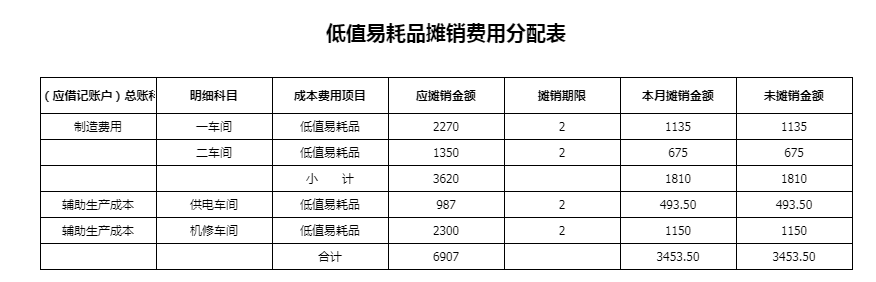 低值易耗品摊销费用分配表
（应借记账户）总账科 明细科目 成本费用项目 应摊销金额 摊销期限 本月摊销金额 未摊销金额
制造费用 一车间 低值易耗品 2270 2 1135 1135
二车间 低值易耗品 1350 2 675 675
小 计 3620 1810 1810
辅助生产成本 供电车间 低值易耗品 987 2 493.50 493.50
辅助生产成本 机修车间 低值易耗品 2300 2 1150 1150
合计 6907 3453.50 3453.50